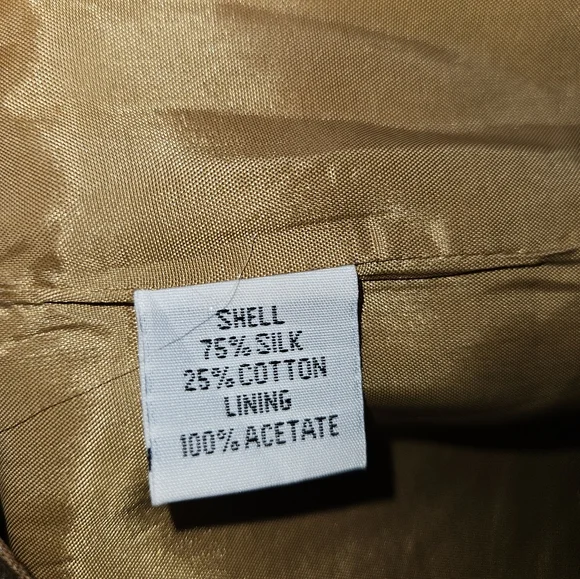 SHELL
75% SILK
25% COTTON
LINING
100% ACETATE